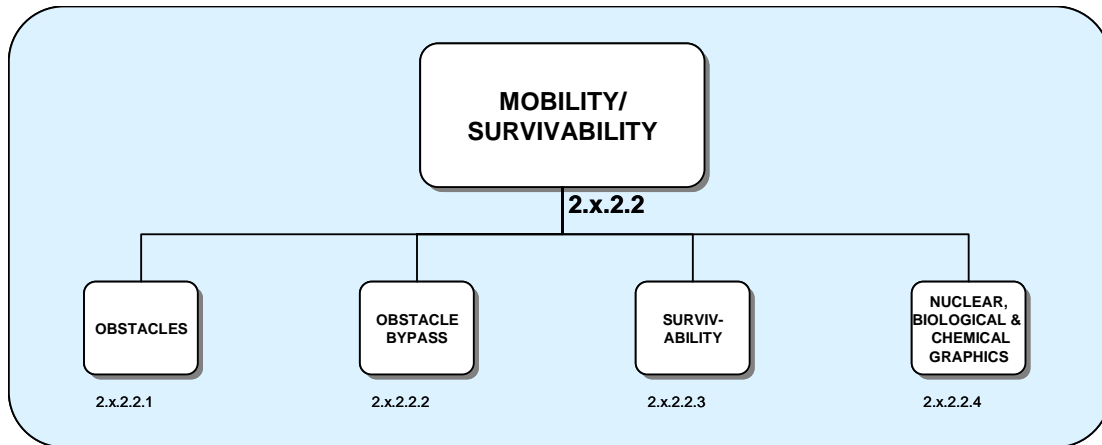 MOBILITY/
SURVIVABILITY
2.x.2.2
OBSTACLES
OBSTACLE
BYPASS
SURVIV-
ABILITY
NUCLEAR,
BIOLOGICAL &
CHEMICAL
GRAPHICS
2.x.2.2.1
2.x.2.2.2
2.x.2.2.3
2.x.2.2.4